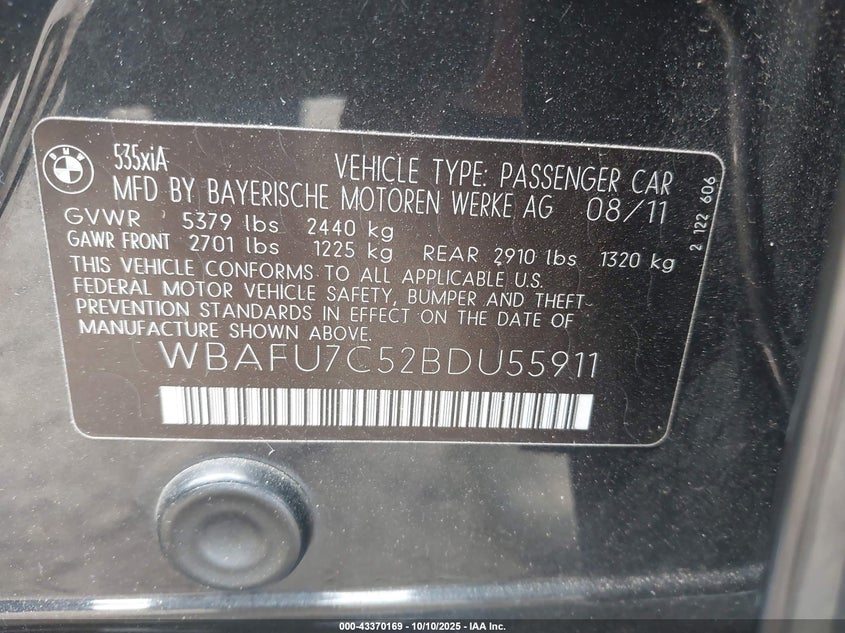 BMW
535xiA
VEHICLE TYPE: PASSENGER CAR
MFD BY BAYERISCHE MOTOREN WERKE AG 08/11
GVWR 5379 lbs 2440 kg
GAWR FRONT 2701 lbs 1225 kg REAR 2910 lbs 1320 kg
THIS VEHICLE CONFORMS TO ALL APPLICABLE U.S.
FEDERAL MOTOR VEHICLE SAFETY, BUMPER AND THEFT
PREVENTION STANDARDS IN EFFECT ON THE DATE OF
MANUFACTURE SHOWN ABOVE.
WBAFU7C52BDU55911
2 122 606
000-43370169 - 10/10/2025 - IAA Inc.